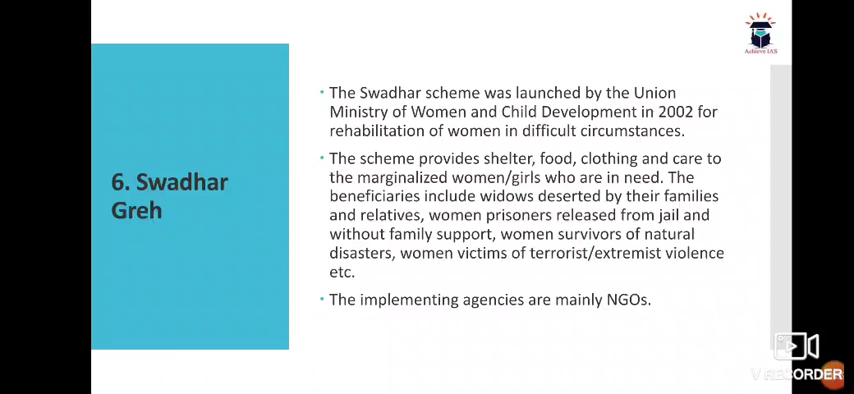 Achieve IAS
6. Swadhar
Greh
• The Swadhar scheme was launched by the Union
Ministry of Women and Child Development in 2002 for
rehabilitation of women in difficult circumstances.
• The scheme provides shelter, food, clothing and care to
the marginalized women/girls who are in need. The
beneficiaries include widows deserted by their families
and relatives, women prisoners released from jail and
without family support, women survivors of natural
disasters, women victims of terrorist/extremist violence
etc.
• The implementing agencies are mainly NGOs.
V RECORDER